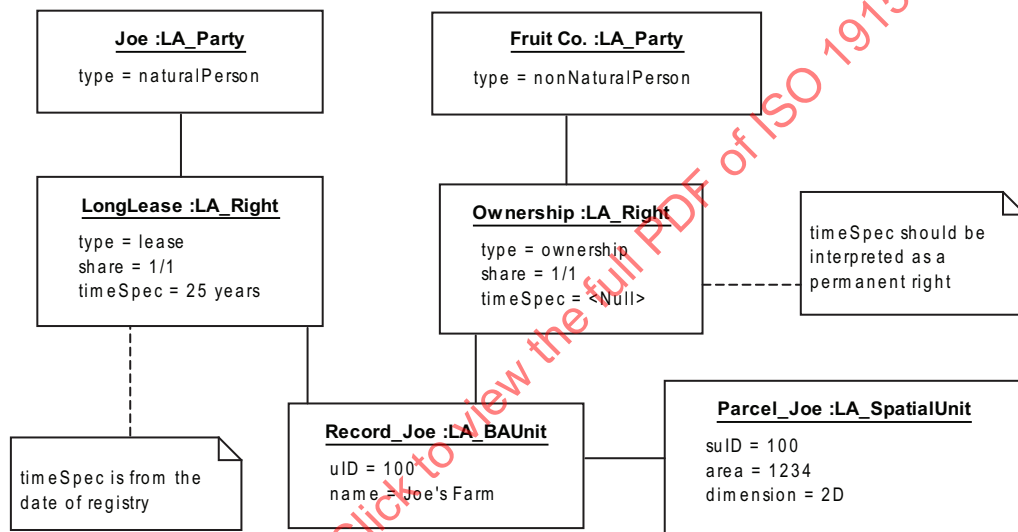 Joe :LA_Party
type = naturalPerson
Fruit Co. :LA_Party
type = nonNaturalPerson
LongLease :LA_Right
type = lease
share = 1/1
timeSpec = 25 years
Ownership :LA_Right
type = ownership
share = 1/1
timeSpec = <Null>
timeSpec should be
interpreted as a
permanent right
timeSpec is from the
date of registry
Record_Joe :LA_BAUnit
uID = 100
name = Joe's Farm
Parcel_Joe :LA_SpatialUnit
suID = 100
area = 1234
dimension = 2D
Click to view the full PDF of ISO 1915